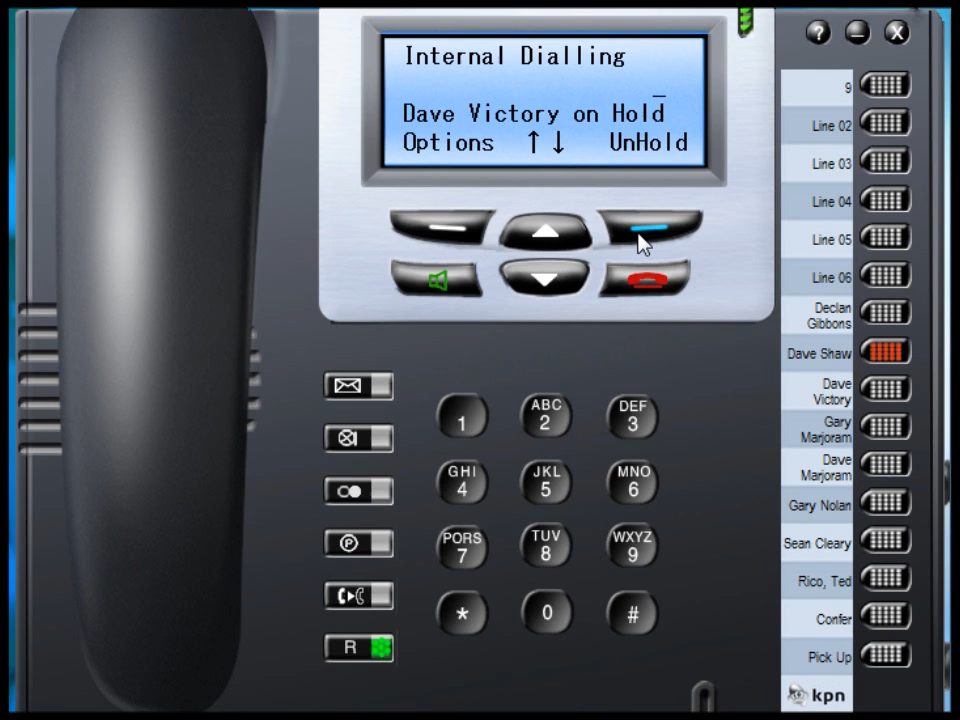 Internal Dialling
Dave Victory on Hold
Options ↑↓ UnHold
? – X
9
Line 02
Line 03
Line 04
Line 05
Line 06
Declan
Gibbons
Dave Shaw
Dave
Victory
Gary
Marjoram
Dave
Marjoram
Gary Nolan
Sean Cleary
Rico, Ted
Confer
Pick Up
kpn
1
ABC
2
DEF
3
GHI
4
JKL
5
MNO
6
PQRS
7
TUV
8
WXYZ
9
*
0
#
P
R